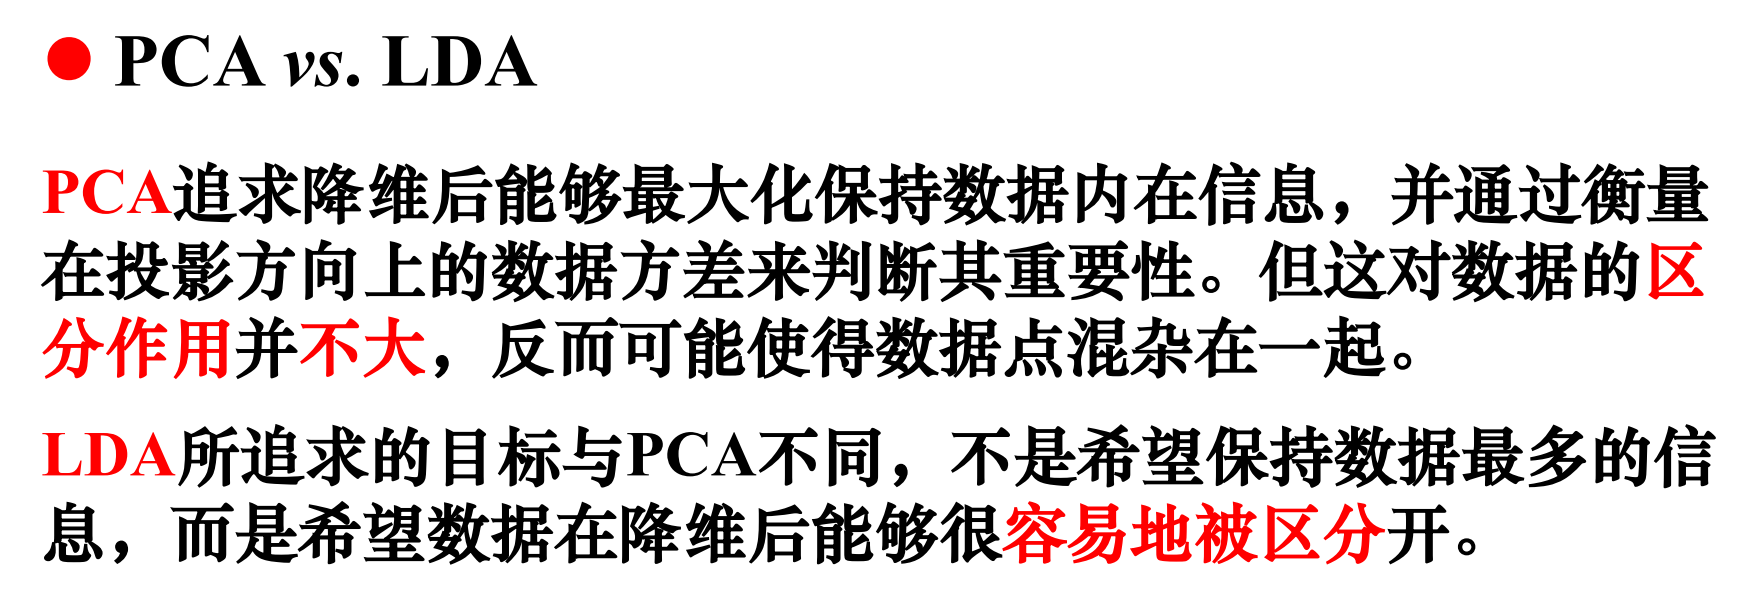 ● PCA vs. LDA
PCA追求降维后能够最大化保持数据内在信息，并通过衡量
在投影方向上的数据方差来判断其重要性。但这对数据的区
分作用并不大，反而可能使得数据点混杂在一起。
LDA所追求的目标与PCA不同，不是希望保持数据最多的信
息，而是希望数据在降维后能够很容易地被区分开。